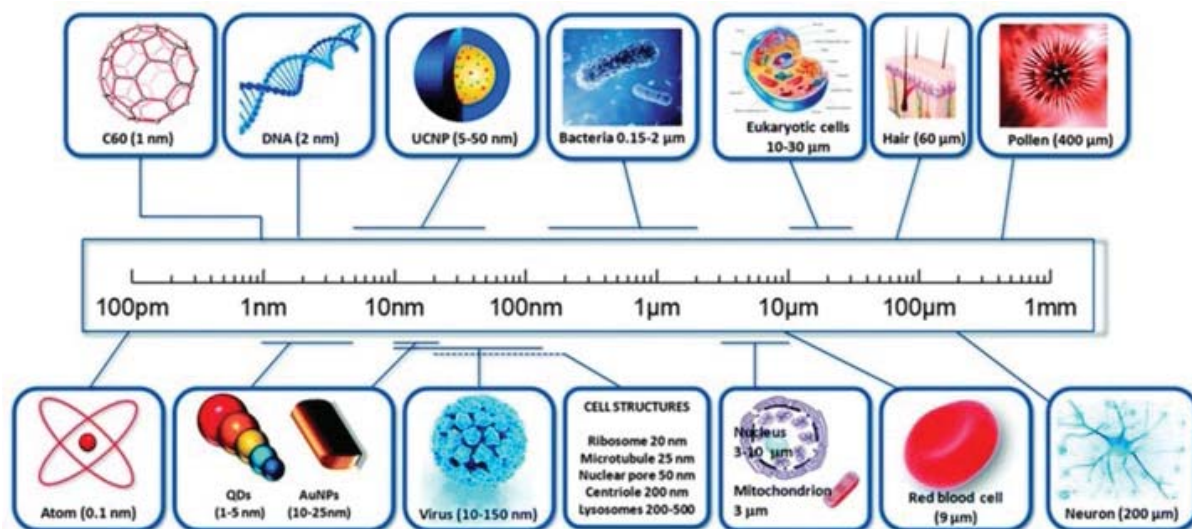 C60 (1 nm)
DNA (2 nm)
UCNP (5-50 nm)
Bacteria 0.15-2 µm
Eukaryotic cells
10-30 µm
Hair (60 µm)
Pollen (400 µm)
100pm
1nm
10nm
100nm
1µm
10µm
100µm
1mm
Atom (0.1 nm)
QDs
(1-5 nm)
AuNPs
(10-25nm)
Virus (10-150 nm)
CELL STRUCTURES
Ribosome 20 nm
Microtubule 25 nm
Nuclear pore 50 nm
Centriole 200 nm
Lysosomes 200-500
Nucleus
3-10 µm
Mitochondrion
3 µm
Red blood cell
(9 µm)
Neuron (200 µm)